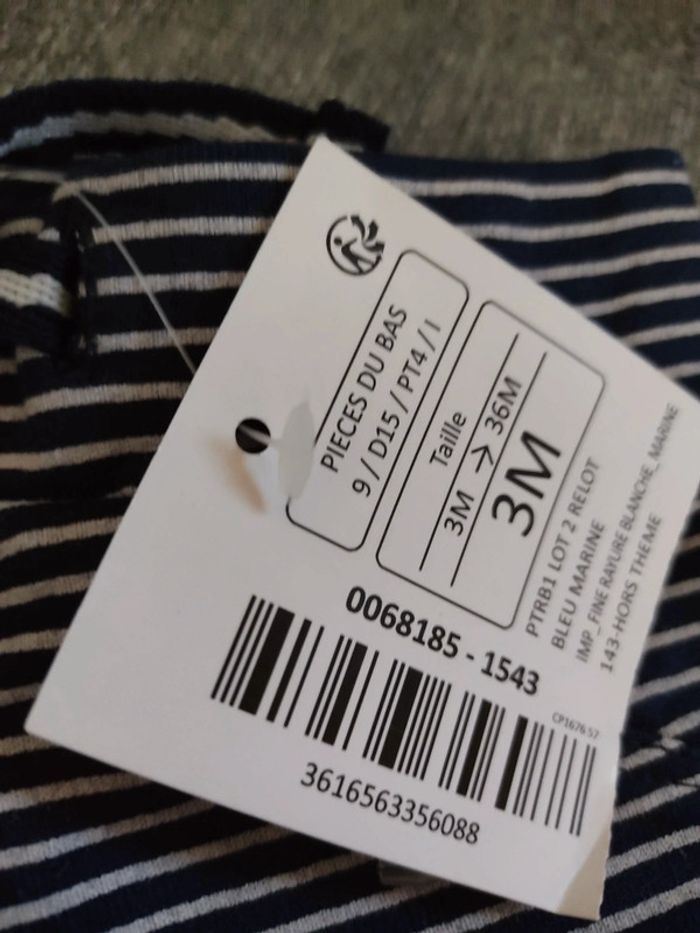 PIECES DU BAS
9 / D15 / PT4 / I
Taille
3M → 36M
3M
PTRB1 LOT 2 RELOT
BLEU MARINE
IMP_FINE RAYURE BLANCHE_MARINE
143-HORS THEME
0068185 - 1543
CP1676 57
3616563356088